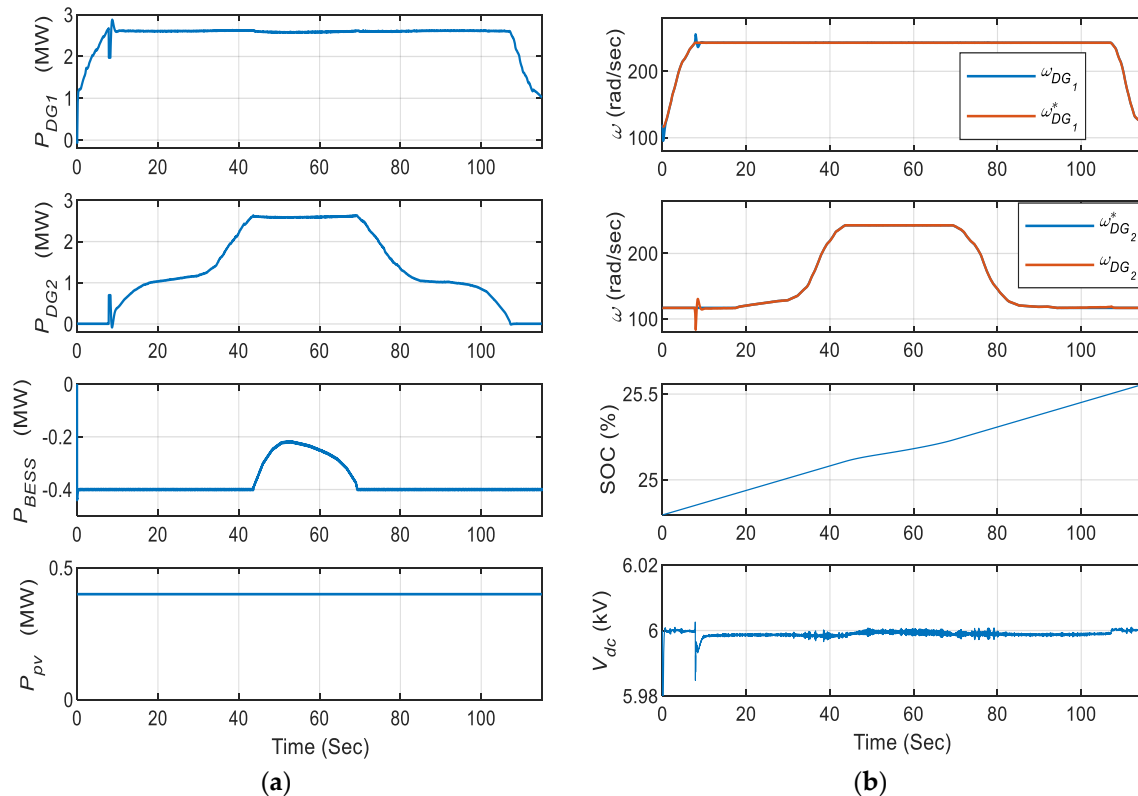 P_DG1 (MW)
3
2
1
0
0 20 40 60 80 100
P_DG2 (MW)
3
2
1
0
0 20 40 60 80 100
P_BESS (MW)
0
-0.2
-0.4
0 20 40 60 80 100
P_pv (MW)
0.5
0
0 20 40 60 80 100
Time (Sec)
(a)
ω (rad/sec)
200
100
ω_DG_1
ω*_DG_1
0 20 40 60 80 100
ω (rad/sec)
200
100
ω*_DG_2
ω_DG_2
0 20 40 60 80 100
SOC (%)
25.5
25
0 20 40 60 80 100
V_dc (kV)
6.02
6
5.98
0 20 40 60 80 100
Time (Sec)
(b)